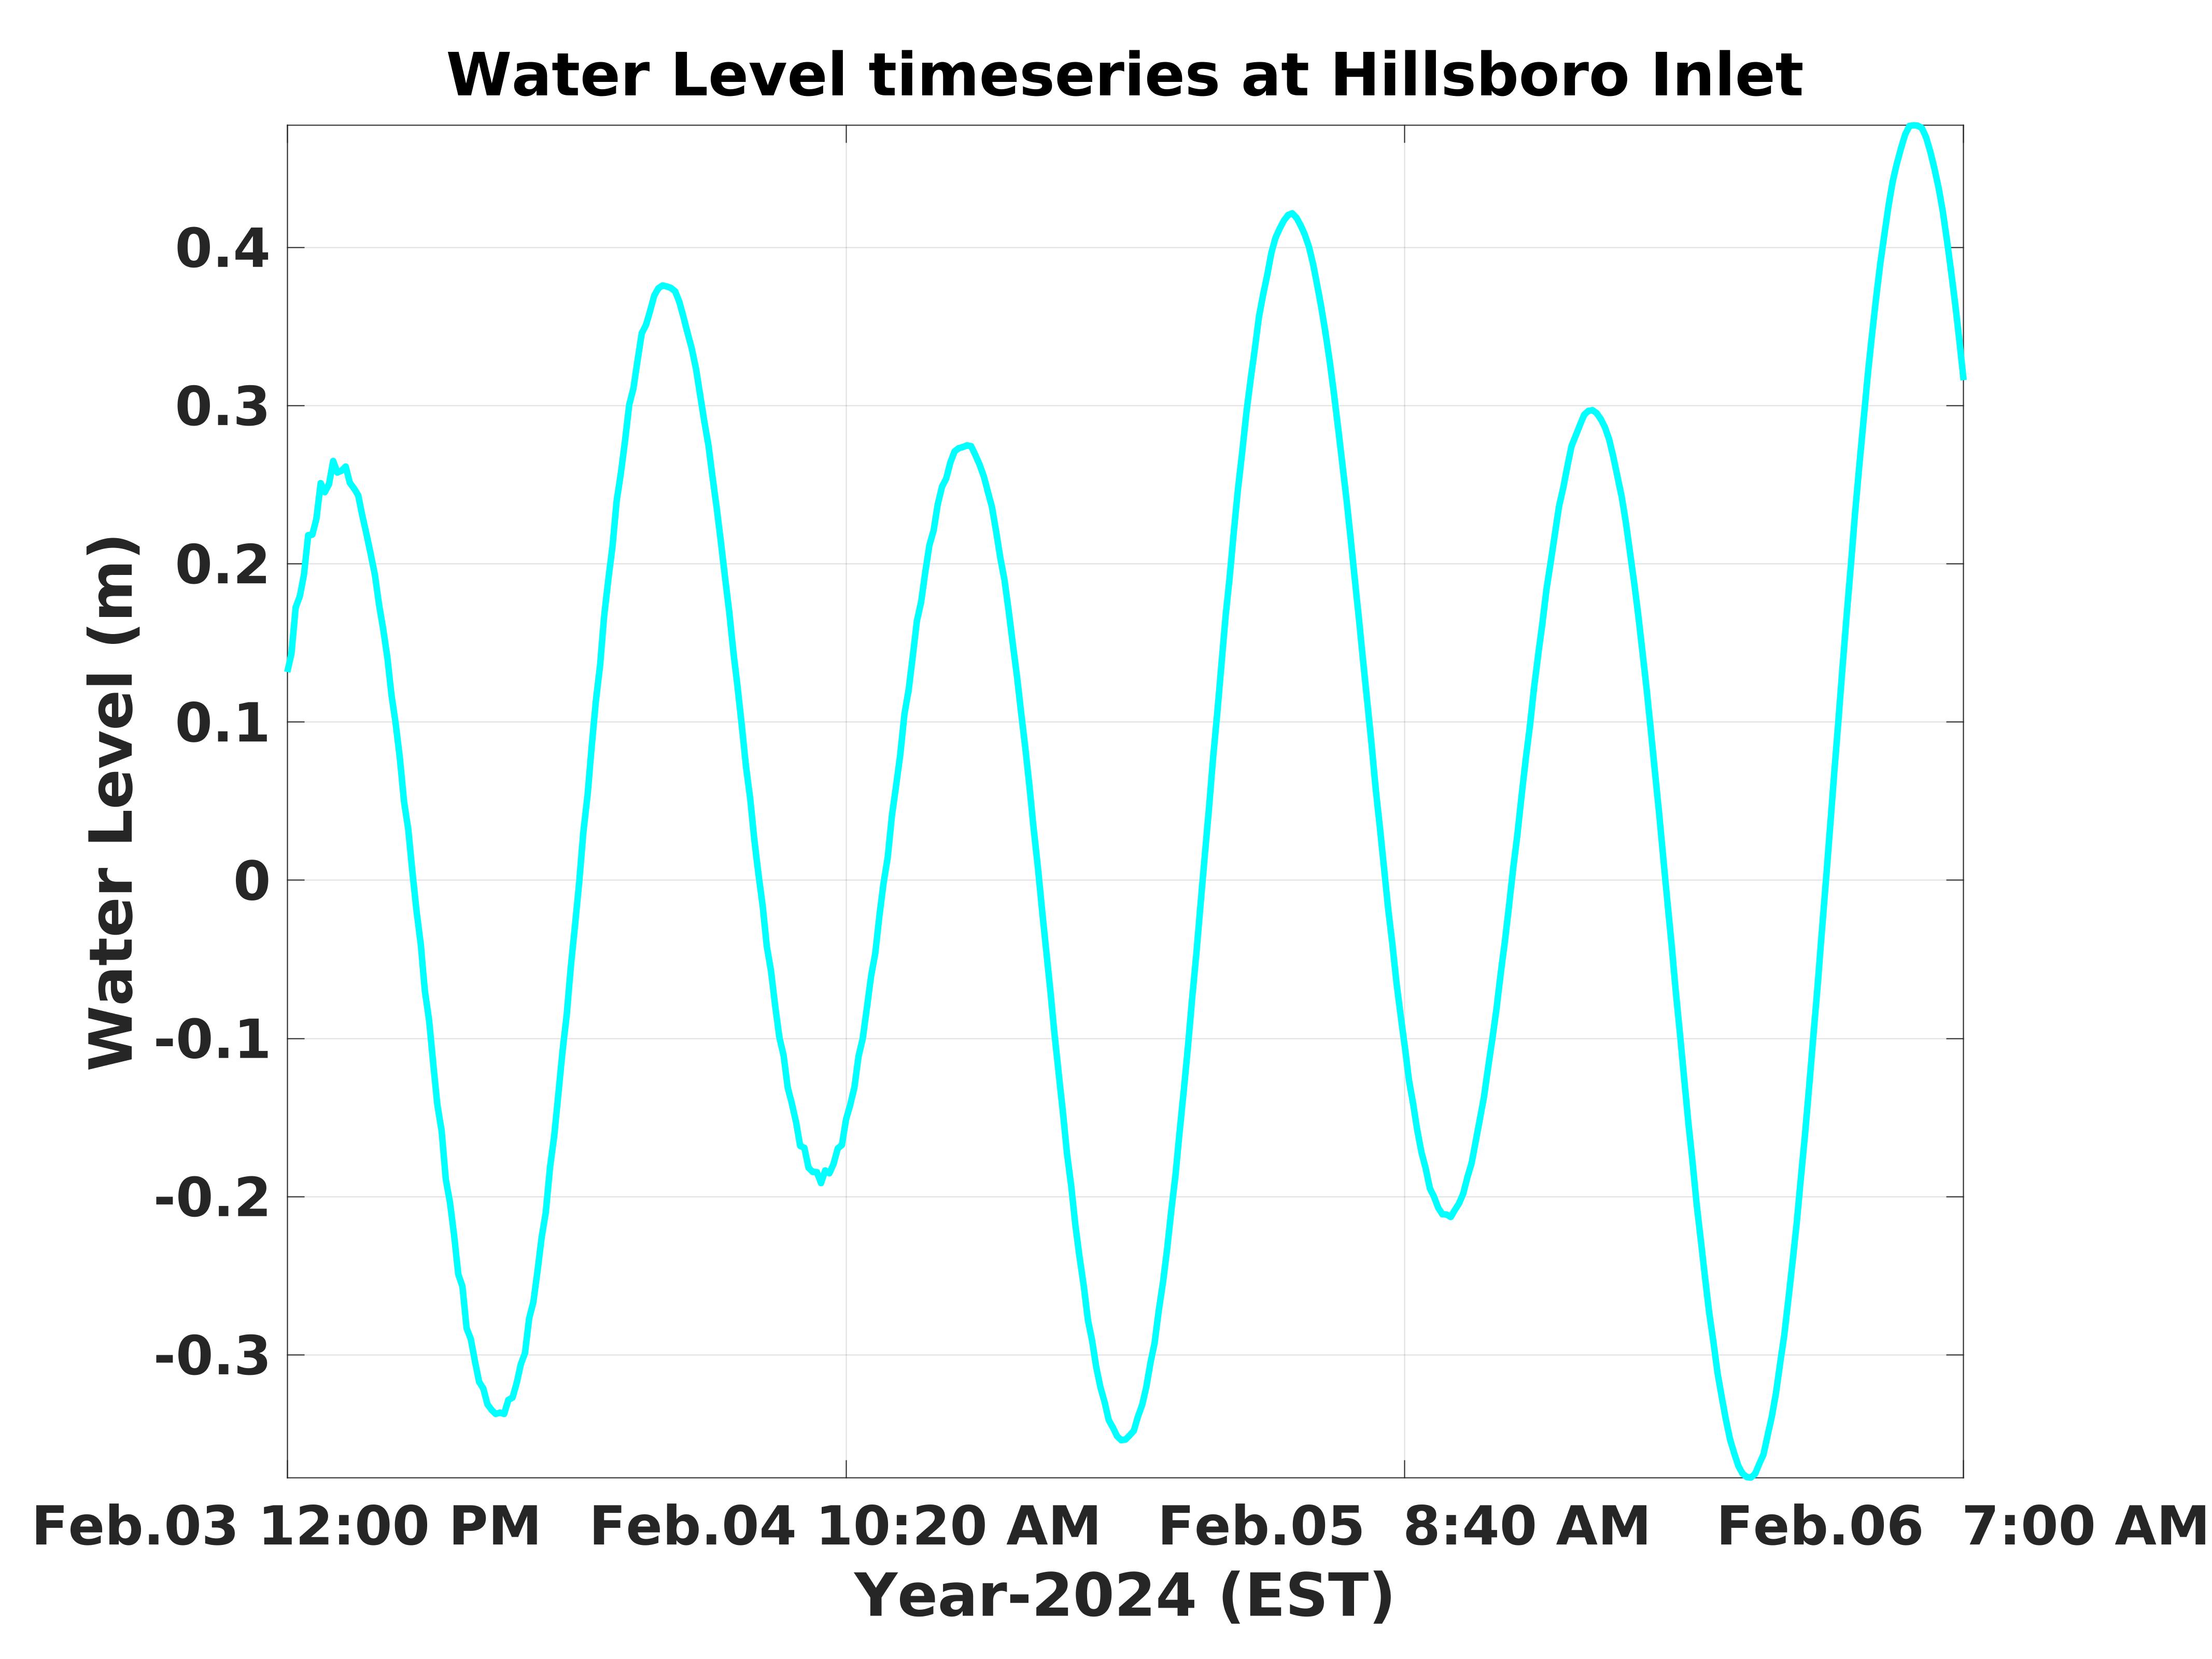 Water Level timeseries at Hillsboro Inlet
Water Level (m)
0.4
0.3
0.2
0.1
0
-0.1
-0.2
-0.3
Feb.03 12:00 PM Feb.04 10:20 AM Feb.05 8:40 AM Feb.06 7:00 AM
Year-2024 (EST)